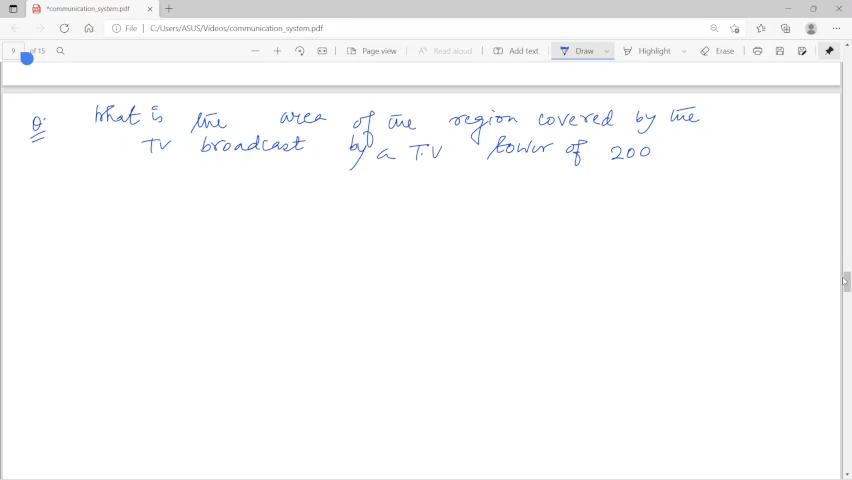 *communication_system.pdf
File C:/Users/ASUS/Videos/communication_system.pdf
9 of 15 Page view Read aloud Add text Draw Highlight Erase
Q: What is the area of the region covered by the
TV broadcast by a T.V tower of 200